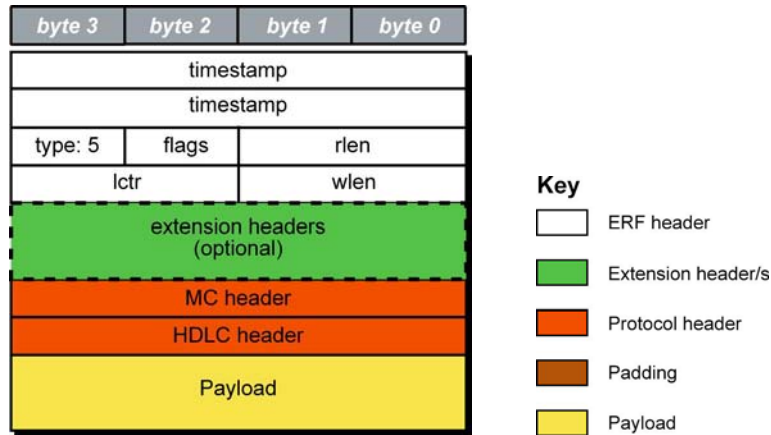 byte 3 byte 2 byte 1 byte 0
timestamp
timestamp
type: 5 flags rlen
lctr wlen
extension headers
(optional)
MC header
HDLC header
Payload
Key
ERF header
Extension header/s
Protocol header
Padding
Payload